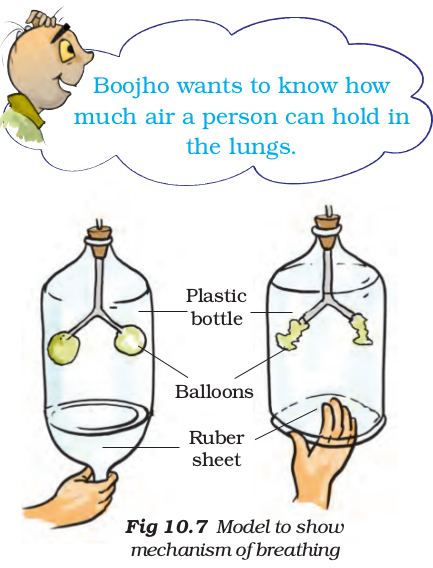 Boojho wants to know how
much air a person can hold in
the lungs.
Plastic
bottle
Balloons
Ruber
sheet
Fig 10.7 Model to show
mechanism of breathing